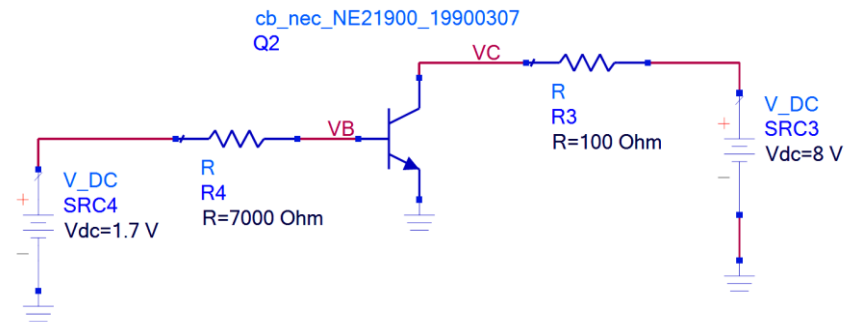 cb_nec_NE21900_19900307
Q2
VC
VB
R
R3
R=100 Ohm
V_DC
SRC3
Vdc=8 V
+
−
R
R4
R=7000 Ohm
V_DC
SRC4
Vdc=1.7 V
+
−